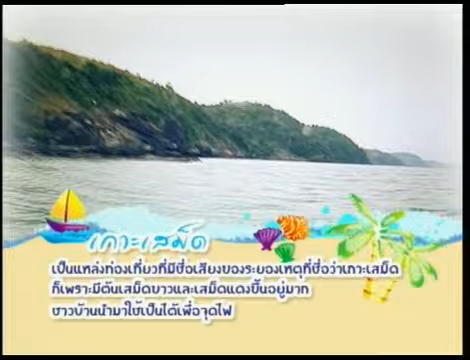 เกาะเสม็ด
เป็นแหล่งท่องเที่ยวที่มีชื่อเสียงของระยองเหตุที่ชื่อว่าเกาะเสม็ด
ก็เพราะมีต้นเสม็ดขาวและเสม็ดแดงขึ้นอยู่มาก
ชาวบ้านนำมาใช้เป็นไต้เพื่อจุดไฟ